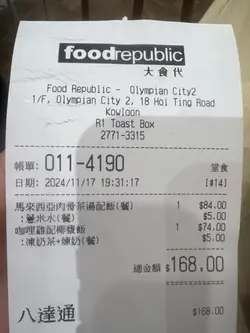 foodrepublic
大食代
Food Republic - Olympian City2
1/F, Olympian City 2, 18 Hoi Ting Road
Kowloon
R1 Toast Box
2771-3315
帳單: 011-4190 堂食
日期: 2024/11/17 19:31:17 [#14]
馬來西亞肉骨茶湯配飯(餐) 1 $84.00
:薏米水(餐) $5.00
咖喱雞配椰醬飯 1 $74.00
:凍奶茶+煉奶(餐) $5.00
總金額 $168.00
八達通 $168.00